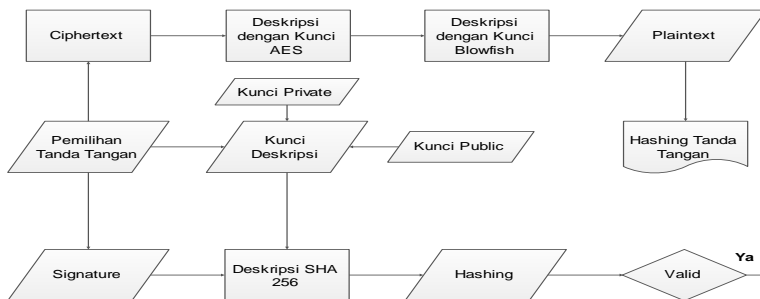 Ciphertext
Deskripsi
dengan Kunci
AES
Deskripsi
dengan Kunci
Blowfish
Plaintext
Kunci Private
Pemilihan
Tanda Tangan
Kunci
Deskripsi
Kunci Public
Hashing Tanda
Tangan
Signature
Deskripsi SHA
256
Hashing
Valid
Ya